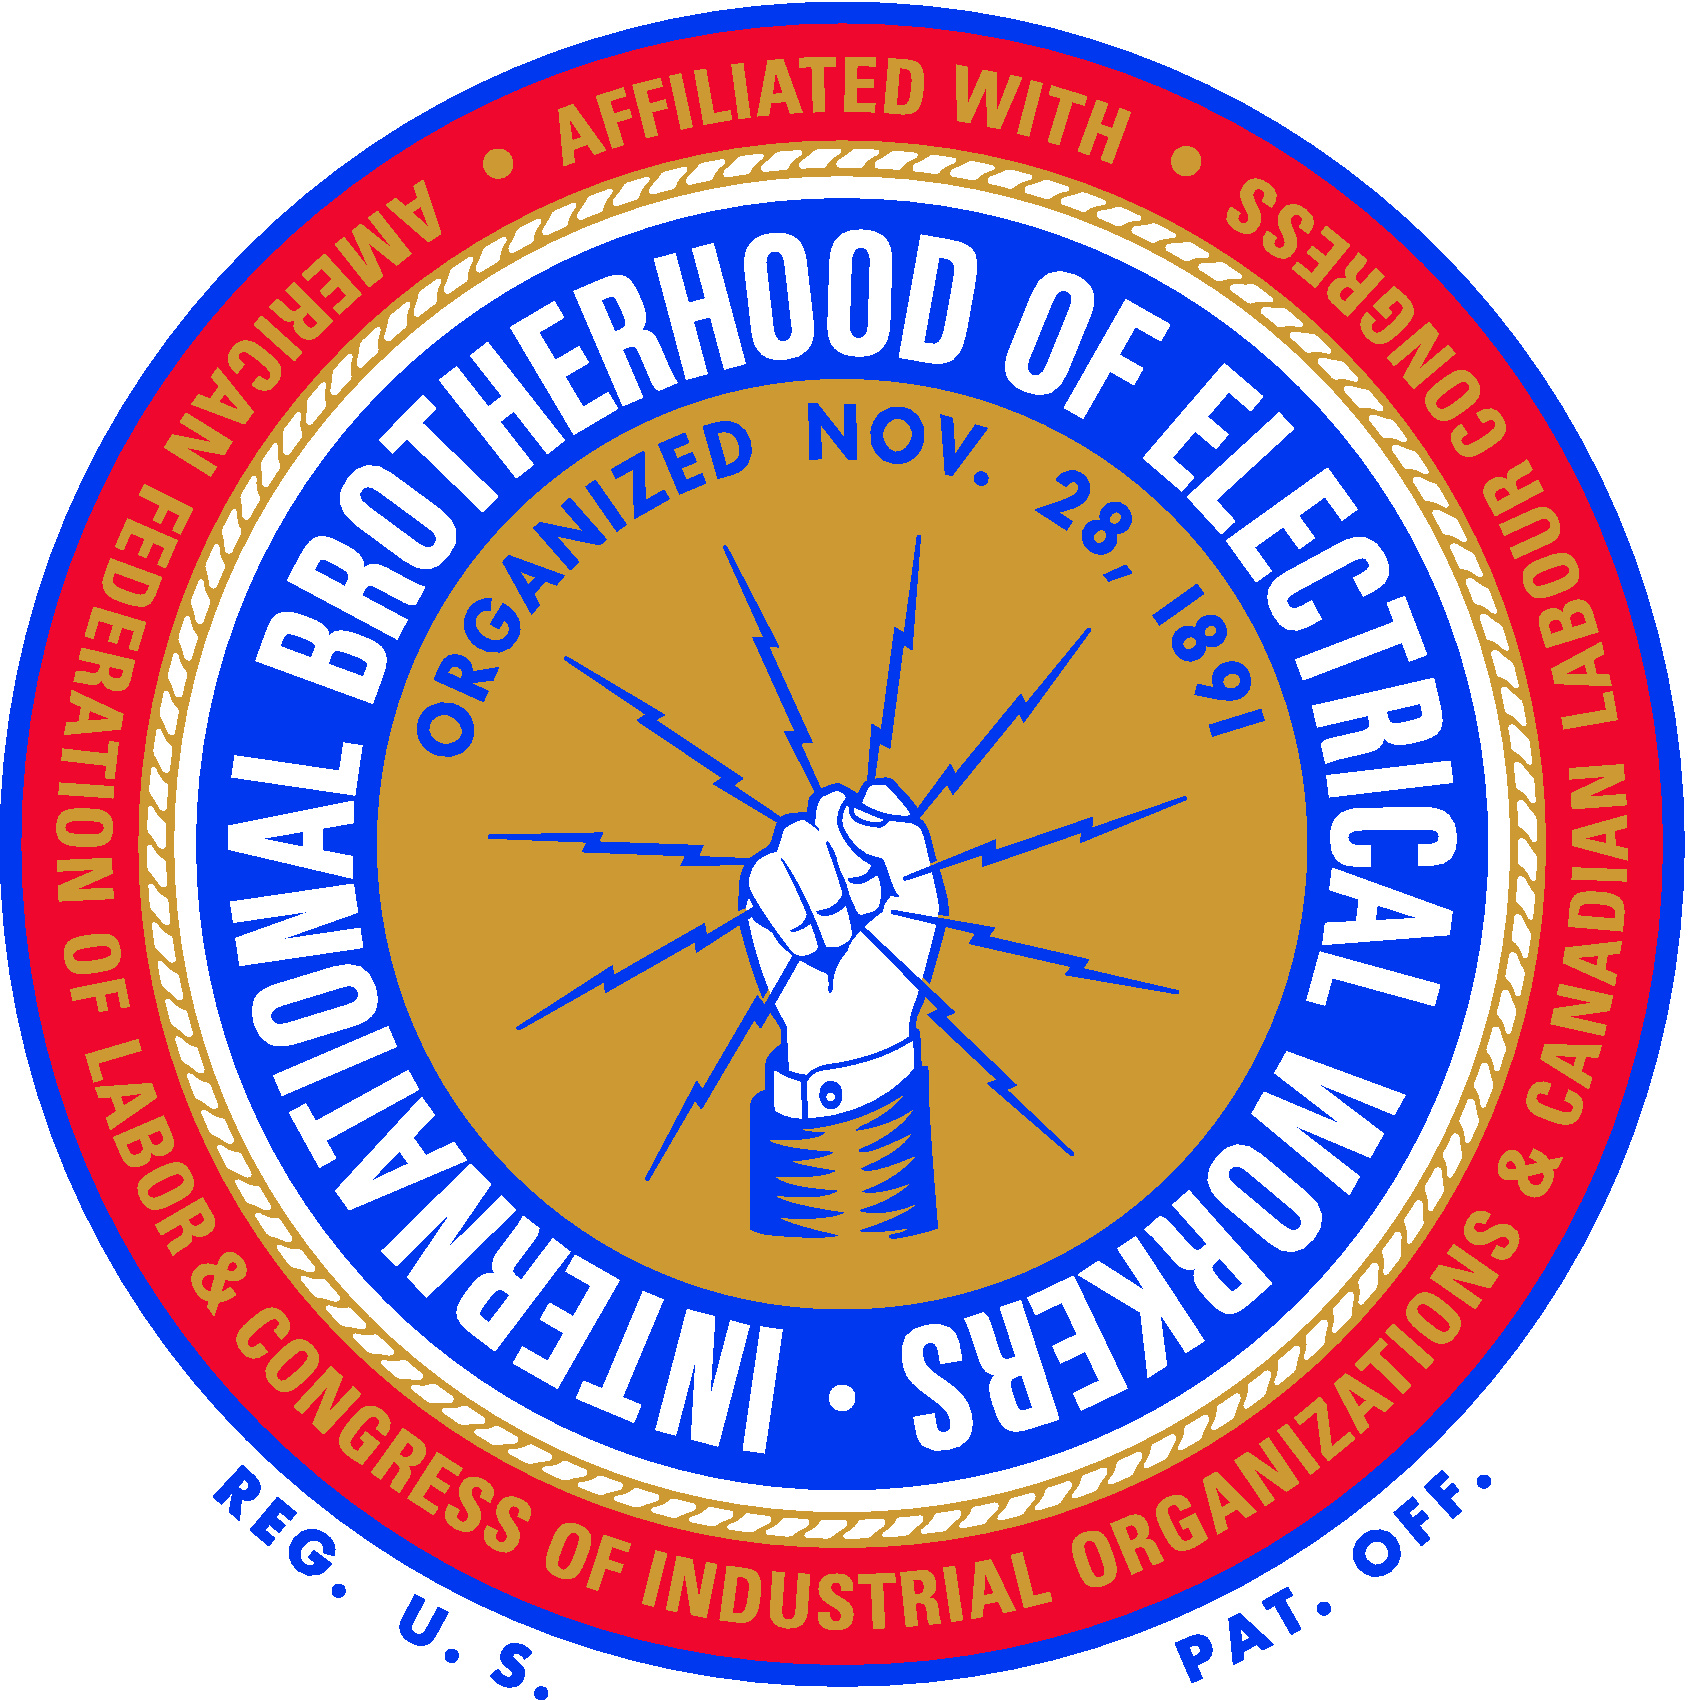 AFFILIATED WITH
AMERICAN FEDERATION OF LABOR & CONGRESS OF INDUSTRIAL ORGANIZATIONS & CANADIAN LABOUR CONGRESS
INTERNATIONAL BROTHERHOOD OF ELECTRICAL WORKERS
ORGANIZED NOV. 28, 1891
REG. U. S. PAT. OFF.